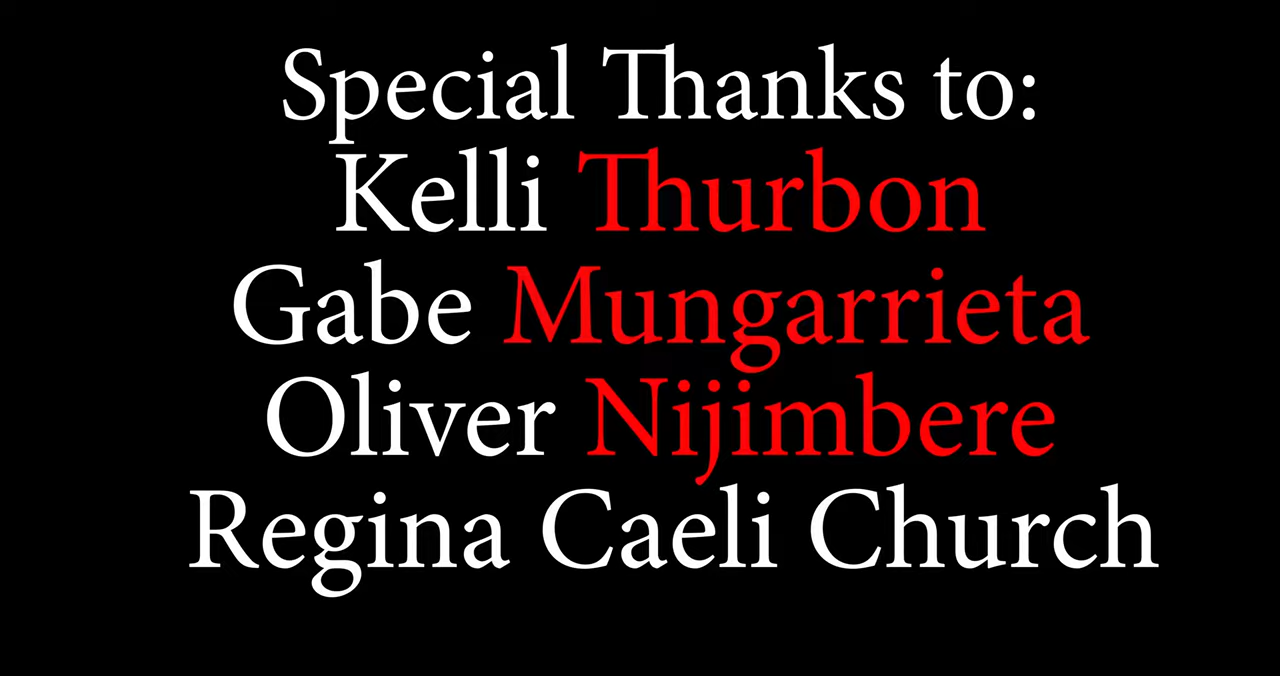 Special Thanks to:
Kelli Thurbon
Gabe Mungarrieta
Oliver Nijimbere
Regina Caeli Church